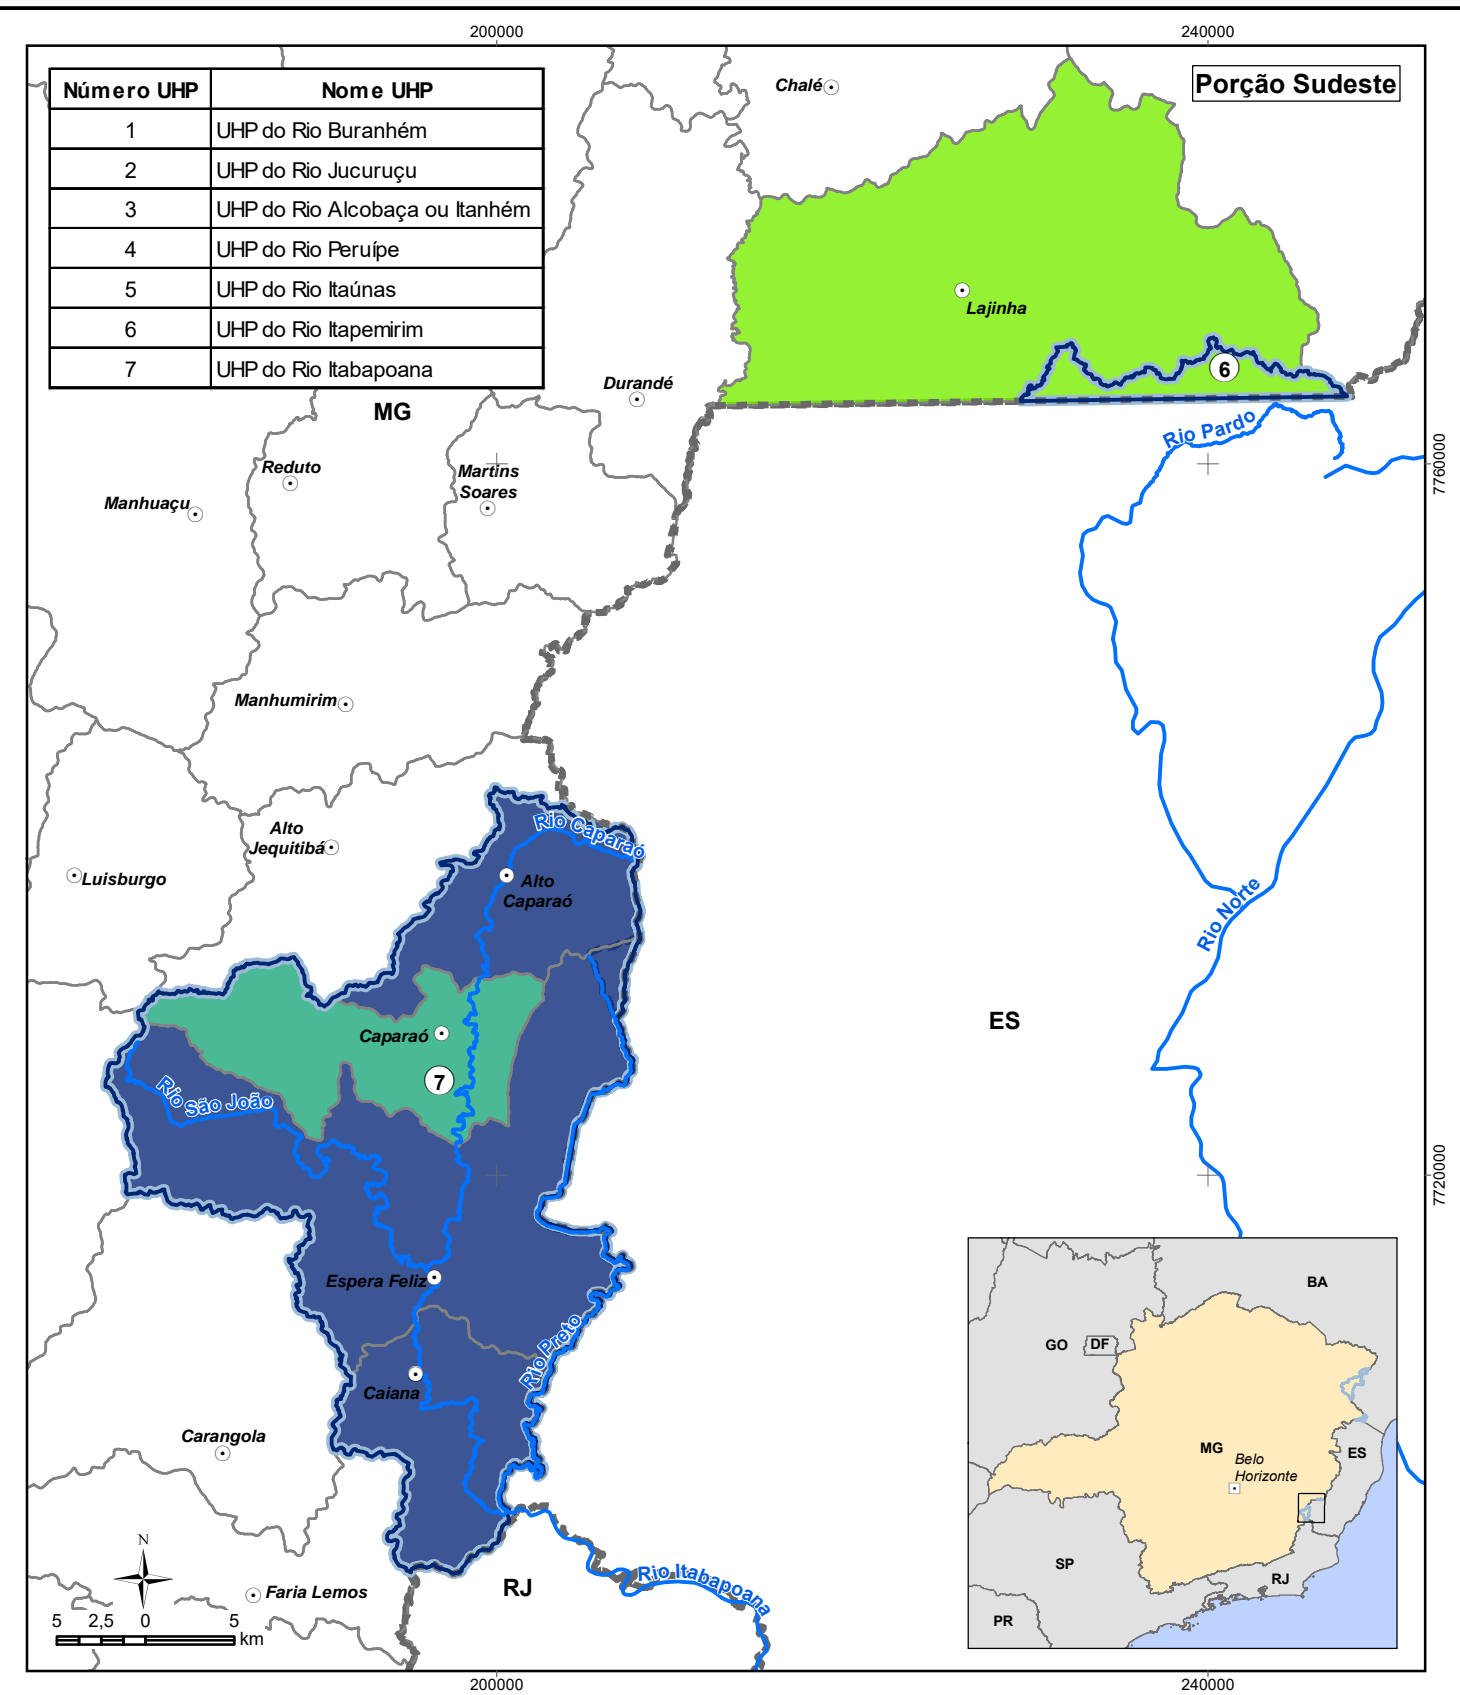 200000
240000
Porção Sudeste
Número UHP Nome UHP
1 UHP do Rio Buranhém
2 UHP do Rio Jucuruçu
3 UHP do Rio Alcobaça ou Itanhém
4 UHP do Rio Peruípe
5 UHP do Rio Itaúnas
6 UHP do Rio Itapemirim
7 UHP do Rio Itabapoana
Chalé
Lajinha
6
Durandé
MG
Rio Pardo
Reduto
Martins
Soares
Manhuaçu
7760000
Manhumirim
Alto
Jequitibá
Rio Caparaó
Luisburgo
Alto
Caparaó
Rio Norte
ES
Caparaó
7
Rio São João
7720000
Espera Feliz
Rio Preto
Caiana
Carangola
Faria Lemos
RJ
Rio Itabapoana
N
5 2,5 0 5
km
BA
GO
DF
MG
Belo
Horizonte
ES
SP
RJ
PR
200000
240000